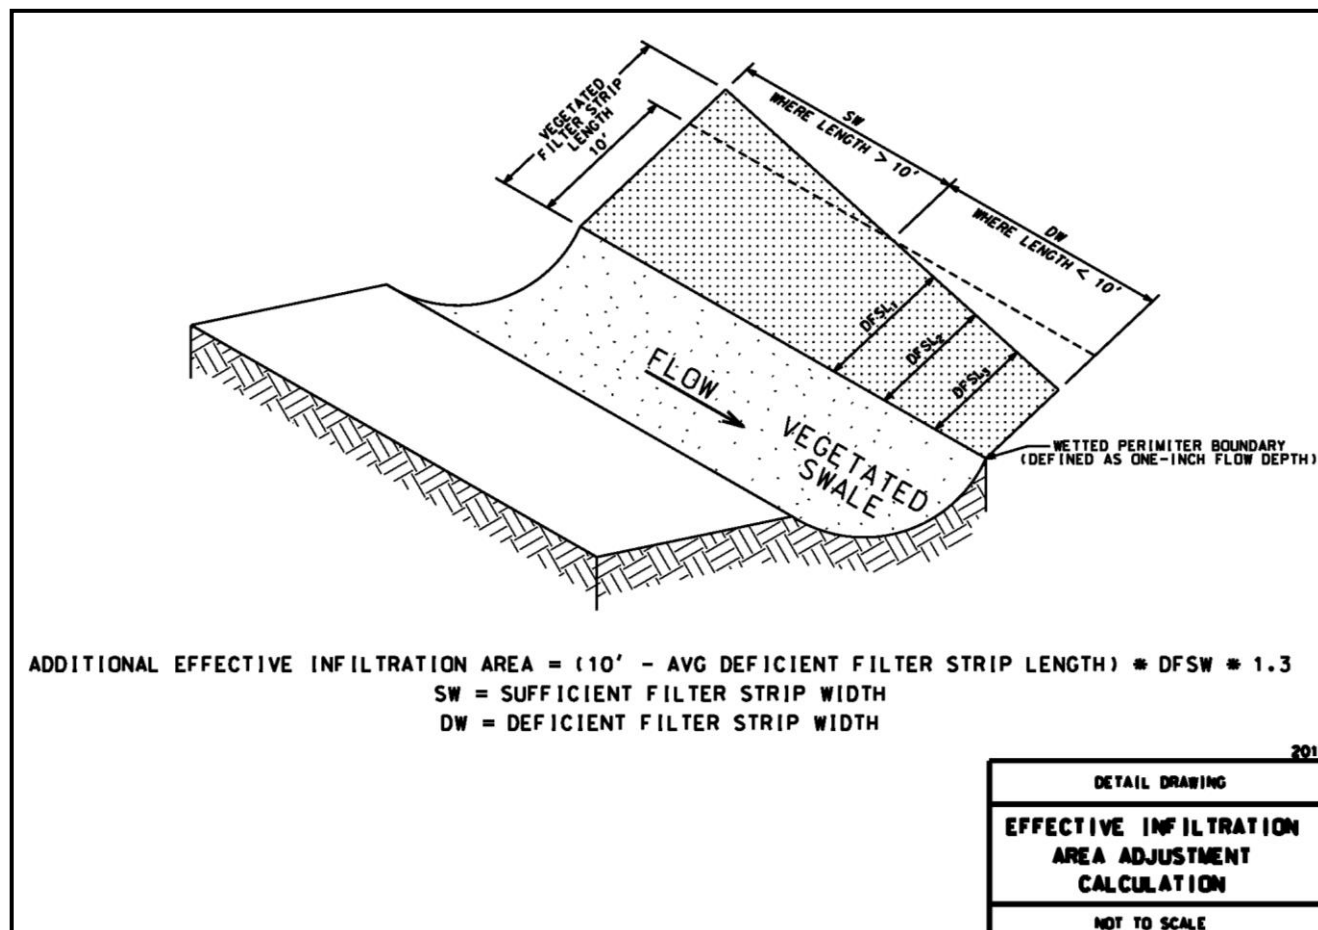 VEGETATED
FILTER STRIP
LENGTH
10'
SW
WHERE LENGTH > 10'
DW
WHERE LENGTH < 10'
DFSL1
DFSL2
DFSL3
FLOW
VEGETATED
SWALE
WETTED PERIMITER BOUNDARY
(DEFINED AS ONE-INCH FLOW DEPTH)
ADDITIONAL EFFECTIVE INFILTRATION AREA = (10' - AVG DEFICIENT FILTER STRIP LENGTH) * DFSW * 1.3
SW = SUFFICIENT FILTER STRIP WIDTH
DW = DEFICIENT FILTER STRIP WIDTH
201
DETAIL DRAWING
EFFECTIVE INFILTRATION
AREA ADJUSTMENT
CALCULATION
NOT TO SCALE